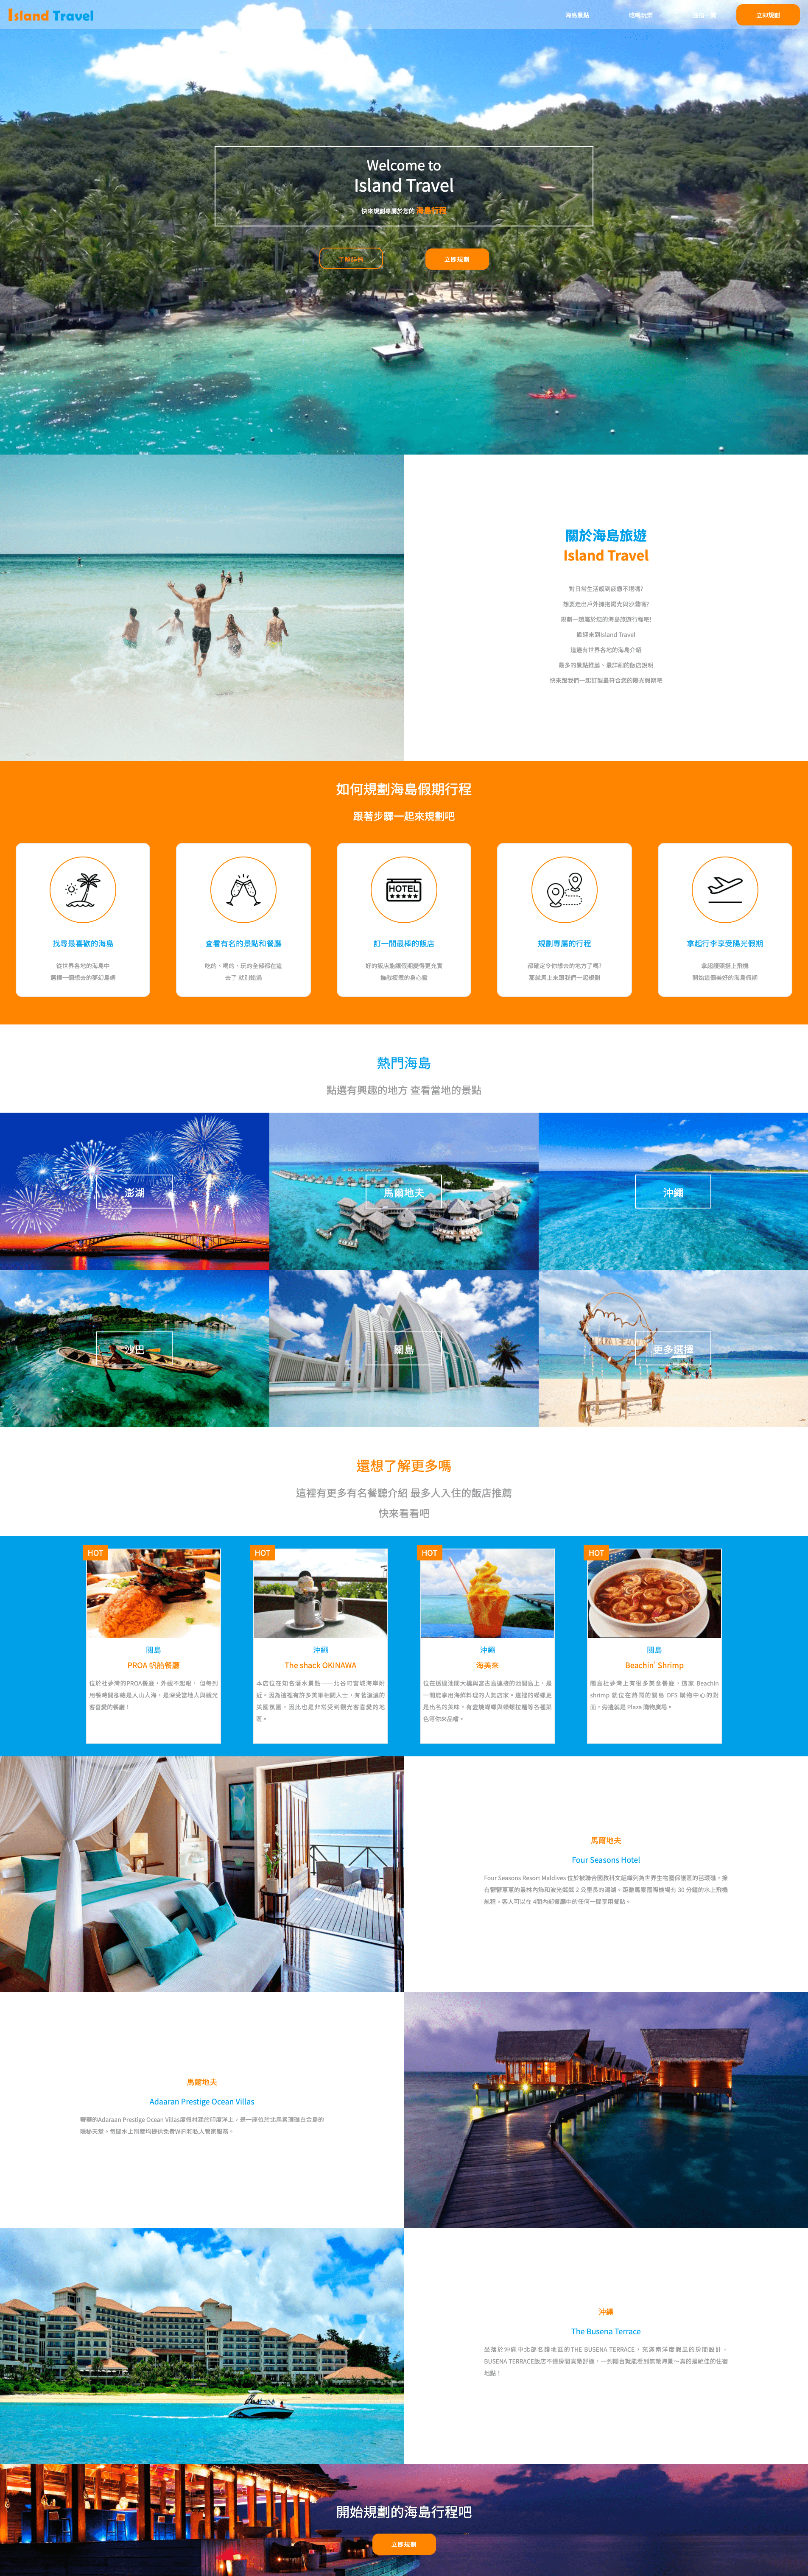 Island Travel
海島景點
吃喝玩樂
立即規劃
Welcome to
Island Travel
快來規劃專屬於您的 海島行程
了解詳情
立即規劃
關於海島旅遊
Island Travel
對日常生活感到疲憊不堪嗎?
想要走出戶外擁抱陽光與沙灘嗎?
規劃一趟屬於您的海島旅遊行程吧!
歡迎來到Island Travel
這邊有世界各地的海島介紹
最多的景點推薦、最詳細的飯店說明
快來跟我們一起訂製最符合您的陽光假期吧
如何規劃海島假期行程
跟著步驟一起來規劃吧
找尋最喜歡的海島
從世界各地的海島中
選擇一個想去的夢幻島嶼
查看有名的景點和餐廳
吃的、喝的、玩的全部都在這
去了 就別錯過
HOTEL
訂一間最棒的飯店
好的飯店能讓假期變得更充實
撫慰疲憊的身心靈
規劃專屬的行程
都確定令你想去的地方了嗎?
那就馬上來跟我們一起規劃
拿起行李享受陽光假期
拿起護照搭上飛機
開始這個美好的海島假期
熱門海島
點選有興趣的地方 查看當地的景點
澎湖
馬爾地夫
沖繩
沙巴
關島
更多選擇
還想了解更多嗎
這裡有更多有名餐聽介紹 最多人入住的飯店推薦
快來看看吧
HOT
關島
PROA 帆船餐廳
位於杜夢灣的PROA餐廳，外觀不起眼， 但每到
用餐時間卻總是人山人海，是深受當地人與觀光
客喜愛的餐廳！
HOT
沖繩
The shack OKINAWA
本店位在知名潛水景點──北谷町宮城海岸附
近。因為這裡有許多美軍相關人士，有著濃濃的
美國氛圍，因此也是非常受到觀光客喜愛的地
區。
HOT
沖繩
海美來
位在透過池間大橋與宮古島連接的池間島上，是
一間能享用海鮮料理的人氣店家。這裡的蠑螺更
是出名的美味，有壺燒蠑螺與蠑螺拉麵等各種菜
色等你來品嚐。
HOT
關島
Beachin' Shrimp
關島杜夢灣上有很多美食餐廳，這家 Beachin
shrimp 就位在熱鬧的關島 DFS 購物中心的對
面，旁邊就是 Plaza 購物廣場。
馬爾地夫
Four Seasons Hotel
Four Seasons Resort Maldives 位於被聯合國教科文組織列為世界生物圈保護區的芭環礁，擁
有鬱鬱蔥蔥的叢林內飾和波光粼粼 2 公里長的潟湖。距離馬累國際機場有 30 分鐘的水上飛機
航程。客人可以在 4間內部餐廳中的任何一間享用餐點。
馬爾地夫
Adaaran Prestige Ocean Villas
奢華的Adaraan Prestige Ocean Villas度假村建於印度洋上，是一座位於北馬累環礁白金島的
隱秘天堂。每間水上別墅均提供免費WiFi和私人管家服務。
沖繩
The Busena Terrace
坐落於沖繩中北部名護地區的THE BUSENA TERRACE，充滿南洋度假風的房間設計，
BUSENA TERRACE飯店不僅房間寬敞舒適，一到陽台就能看到無敵海景～真的是絕佳的住宿
地點！
開始規劃的海島行程吧
立即規劃